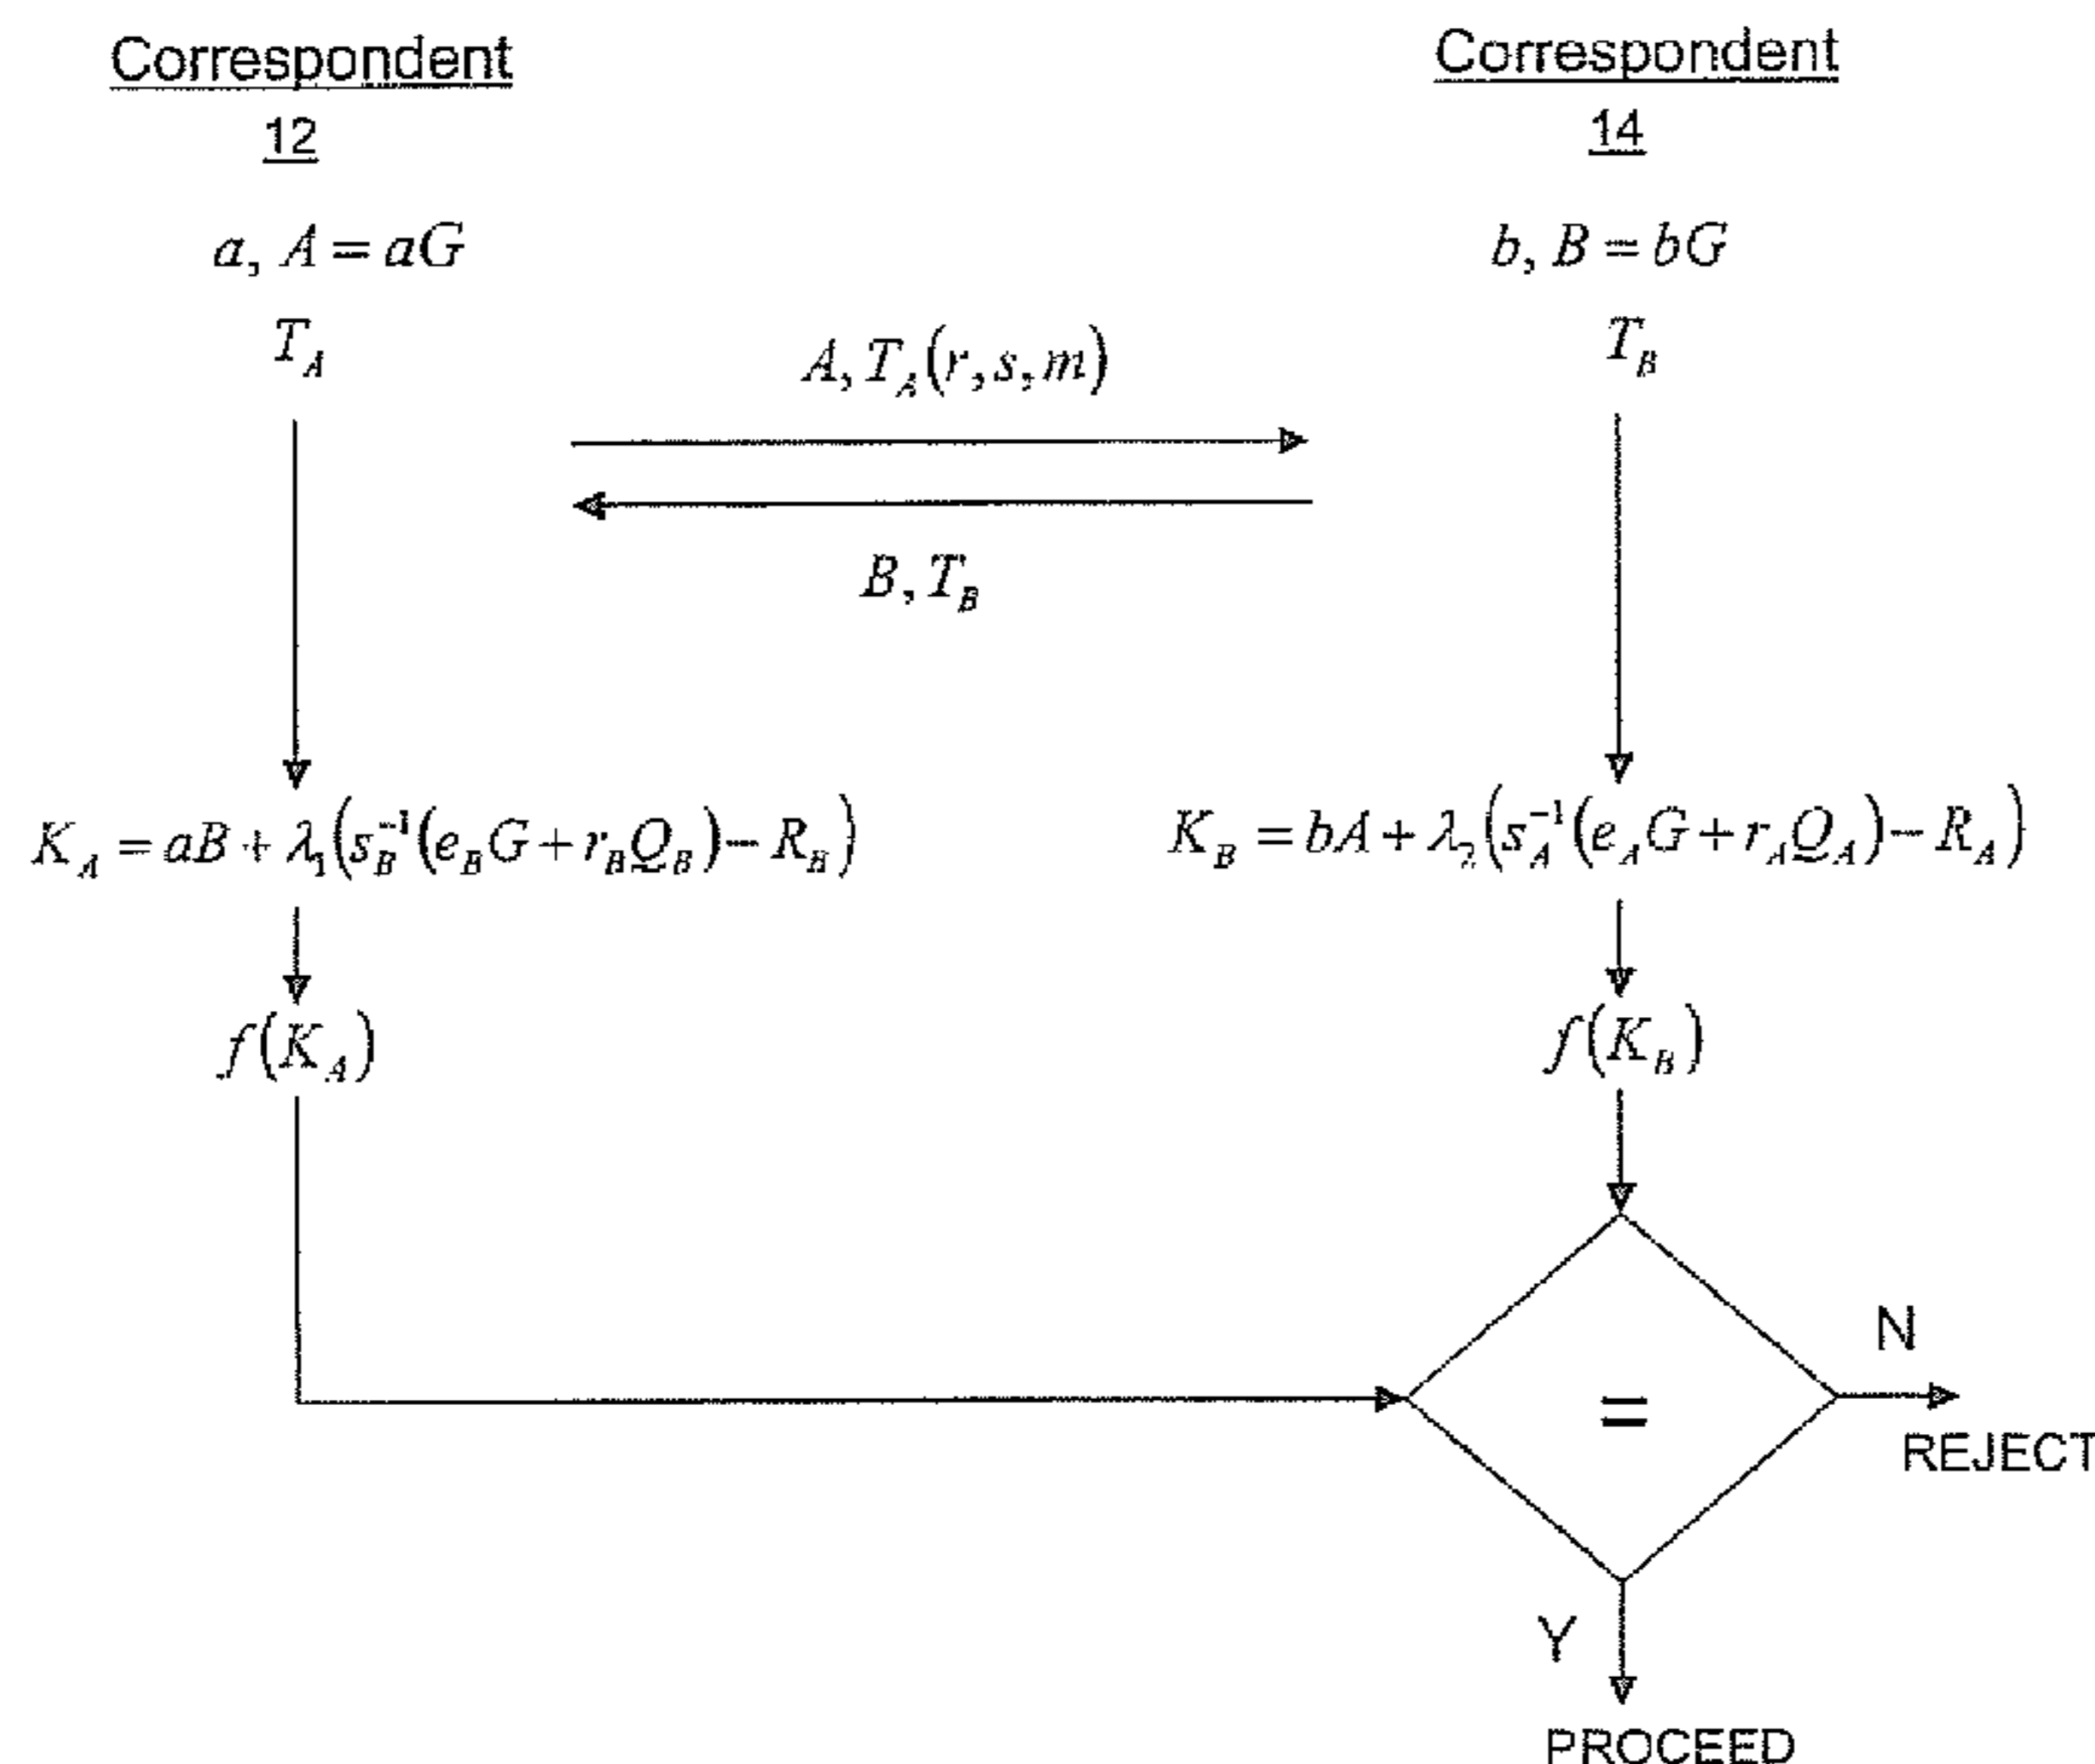 Correspondent
12
a, A = aG
T_A
Correspondent
14
b, B = bG
T_B
A, T_A(r, s, m)
B, T_B
K_A = aB + λ_1(s_B^{-1}(e_B G + r_B Q_B) - R_B)
K_B = bA + λ_2(s_A^{-1}(e_A G + r_A Q_A) - R_A)
f(K_A)
f(K_B)
=
N
REJECT
Y
PROCEED